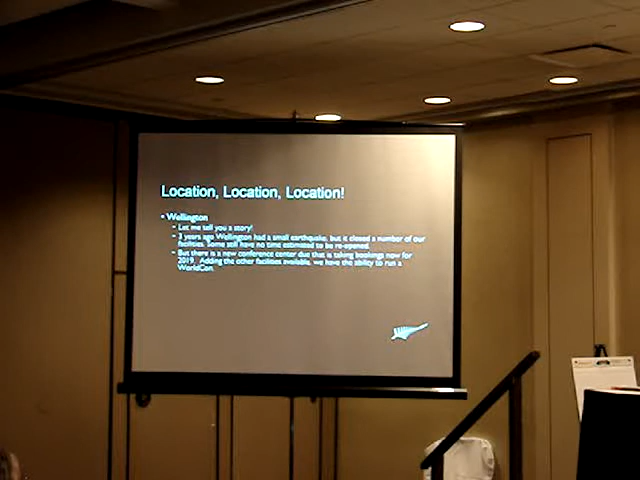 Location, Location, Location!
- Wellington
- Let me tell you a story!
- 3 years ago Wellington had a small earthquake, but it closed a number of our
facilities. Some still have no time estimated to be re-opened.
- But there is a new conference center due that is taking bookings now for
2019. Adding the other facilities available, we have the ability to run a
WorldCon.